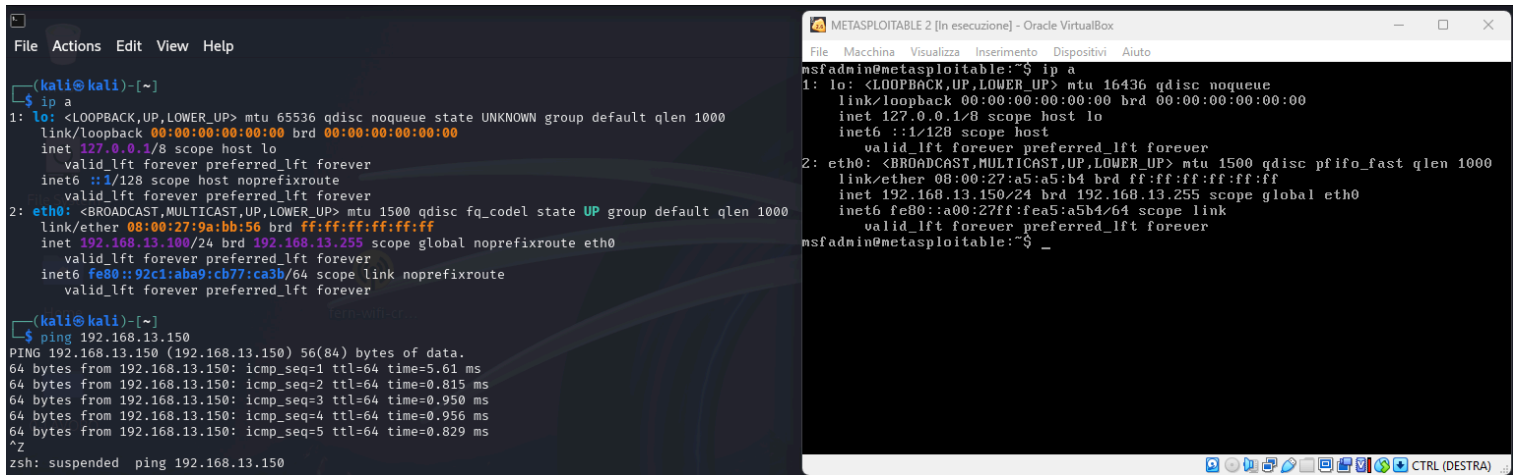 File Actions Edit View Help
┌──(kali㉿kali)-[~]
└─$ ip a
1: lo: <LOOPBACK,UP,LOWER_UP> mtu 65536 qdisc noqueue state UNKNOWN group default qlen 1000
    link/loopback 00:00:00:00:00:00 brd 00:00:00:00:00:00
    inet 127.0.0.1/8 scope host lo
       valid_lft forever preferred_lft forever
    inet6 ::1/128 scope host noprefixroute
       valid_lft forever preferred_lft forever
2: eth0: <BROADCAST,MULTICAST,UP,LOWER_UP> mtu 1500 qdisc fq_codel state UP group default qlen 1000
    link/ether 08:00:27:9a:bb:56 brd ff:ff:ff:ff:ff:ff
    inet 192.168.13.100/24 brd 192.168.13.255 scope global noprefixroute eth0
       valid_lft forever preferred_lft forever
    inet6 fe80::92c1:aba9:cb77:ca3b/64 scope link noprefixroute
       valid_lft forever preferred_lft forever
┌──(kali㉿kali)-[~]
└─$ ping 192.168.13.150
PING 192.168.13.150 (192.168.13.150) 56(84) bytes of data.
64 bytes from 192.168.13.150: icmp_seq=1 ttl=64 time=5.61 ms
64 bytes from 192.168.13.150: icmp_seq=2 ttl=64 time=0.815 ms
64 bytes from 192.168.13.150: icmp_seq=3 ttl=64 time=0.950 ms
64 bytes from 192.168.13.150: icmp_seq=4 ttl=64 time=0.956 ms
64 bytes from 192.168.13.150: icmp_seq=5 ttl=64 time=0.829 ms
^Z
zsh: suspended  ping 192.168.13.150
METASPLOITABLE 2 [In esecuzione] - Oracle VirtualBox
File Macchina Visualizza Inserimento Dispositivi Aiuto
msfadmin@metasploitable:~$ ip a
1: lo: <LOOPBACK,UP,LOWER_UP> mtu 16436 qdisc noqueue
    link/loopback 00:00:00:00:00:00 brd 00:00:00:00:00:00
    inet 127.0.0.1/8 scope host lo
    inet6 ::1/128 scope host
       valid_lft forever preferred_lft forever
2: eth0: <BROADCAST,MULTICAST,UP,LOWER_UP> mtu 1500 qdisc pfifo_fast qlen 1000
    link/ether 08:00:27:a5:a5:b4 brd ff:ff:ff:ff:ff:ff
    inet 192.168.13.150/24 brd 192.168.13.255 scope global eth0
    inet6 fe80::a00:27ff:fea5:a5b4/64 scope link
       valid_lft forever preferred_lft forever
msfadmin@metasploitable:~$ _
CTRL (DESTRA)